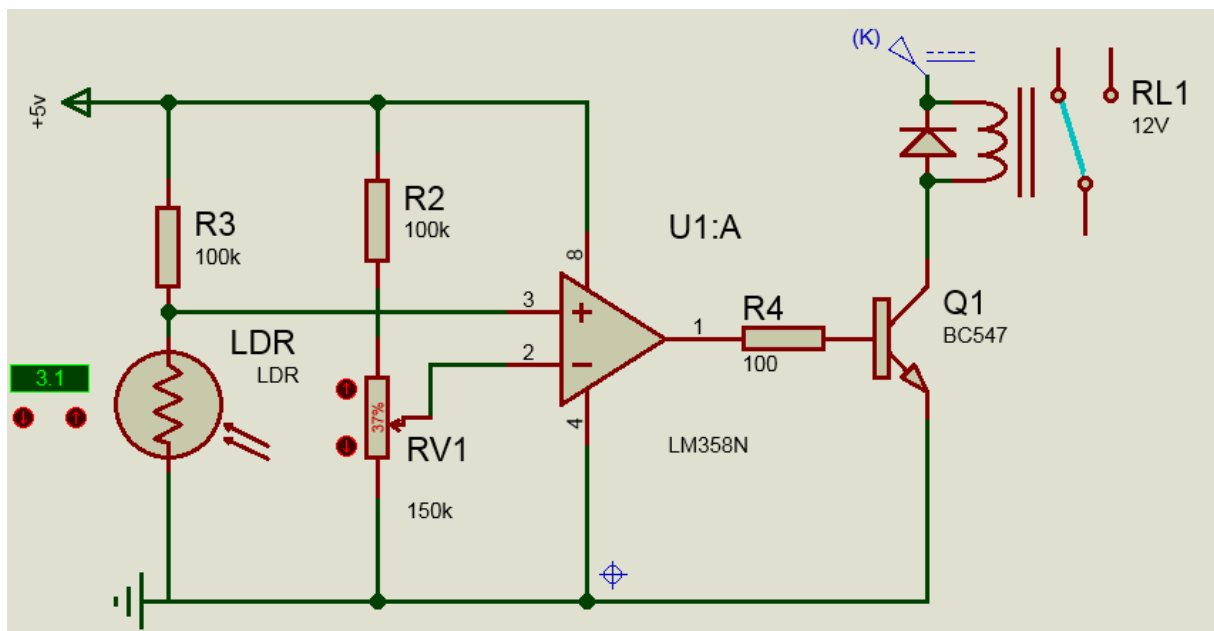 (K)
RL1
12V
+5v
R3
100k
R2
100k
U1:A
8
3
+
2
−
1
4
R4
100
Q1
BC547
LDR
LDR
3.1
37%
RV1
150k
LM358N